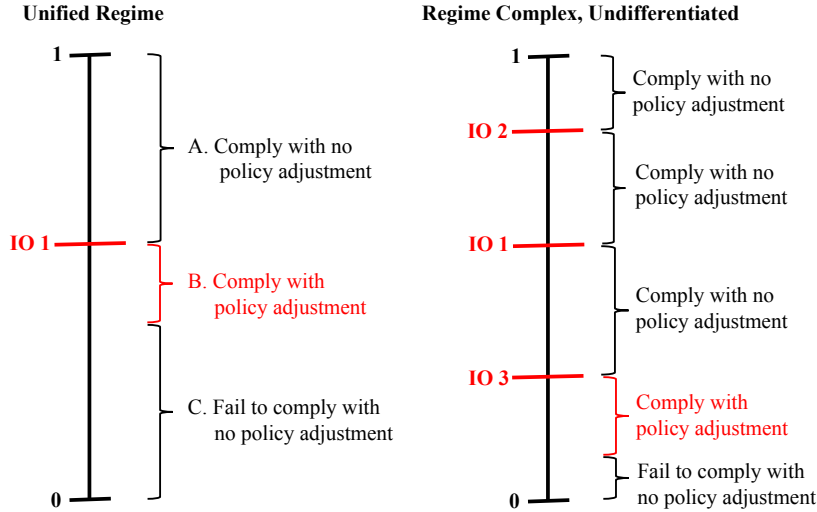 Unified Regime
1
A. Comply with no
policy adjustment
IO 1
B. Comply with
policy adjustment
C. Fail to comply with
no policy adjustment
0
Regime Complex, Undifferentiated
1
Comply with no
policy adjustment
IO 2
Comply with no
policy adjustment
IO 1
Comply with no
policy adjustment
IO 3
Comply with
policy adjustment
Fail to comply with
no policy adjustment
0